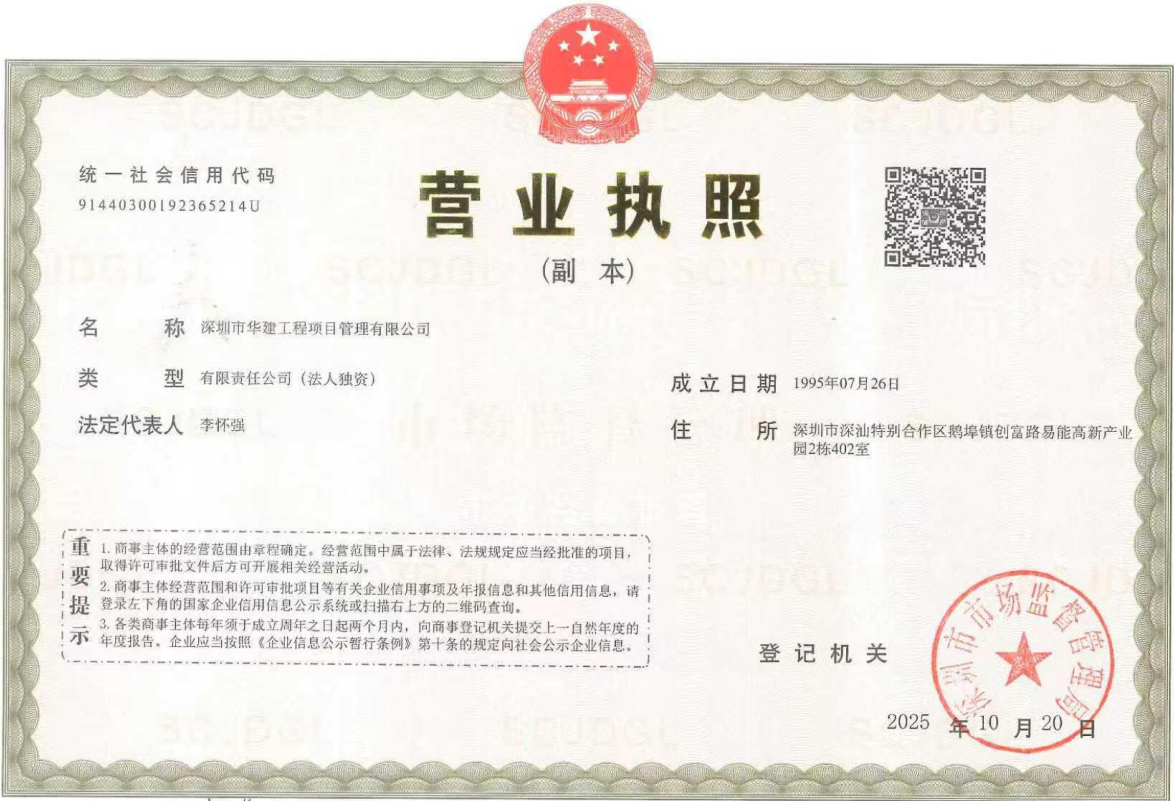 统一社会信用代码
91440300192365214U
营业执照
(副 本)
名 称 深圳市华建工程项目管理有限公司
类 型 有限责任公司（法人独资）
法定代表人 李怀强
成立日期 1995年07月26日
住 所 深圳市深汕特别合作区鹅埠镇创富路易能高新产业
园2栋402室
重要提示
1. 商事主体的经营范围由章程确定。经营范围中属于法律、法规规定应当经批准的项目，
取得许可审批文件后方可开展相关经营活动。
2. 商事主体经营范围和许可审批项目等有关企业信用事项及年报信息和其他信用信息，请
登录左下角的国家企业信用信息公示系统或扫描右上方的二维码查询。
3. 各类商事主体每年须于成立周年之日起两个月内，向商事登记机关提交上一自然年度的
年度报告。企业应当按照《企业信息公示暂行条例》第十条的规定向社会公示企业信息。
登记机关
深圳市市场监督管理局
2025 年 10 月 20 日